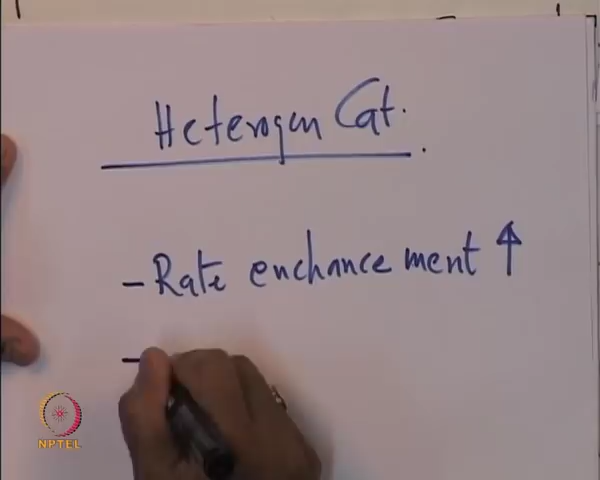 Heterogen Cat.
- Rate enchancement ↑
-
NPTEL